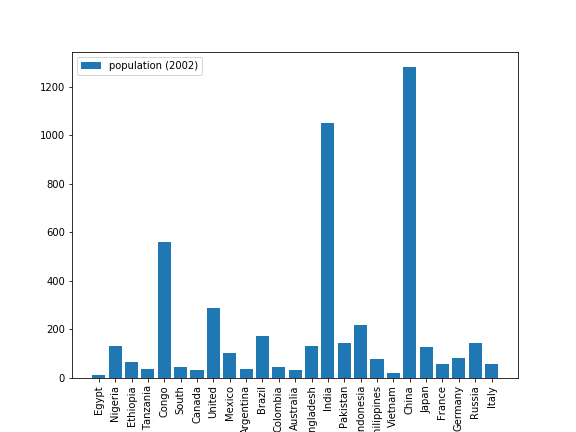 population (2002)
1200
1000
800
600
400
200
0
Egypt
Nigeria
Ethiopia
Tanzania
Congo
South
Canada
United
Mexico
Argentina
Brazil
Colombia
Australia
ngladesh
India
Pakistan
ndonesia
hilippines
Vietnam
China
Japan
France
Germany
Russia
Italy